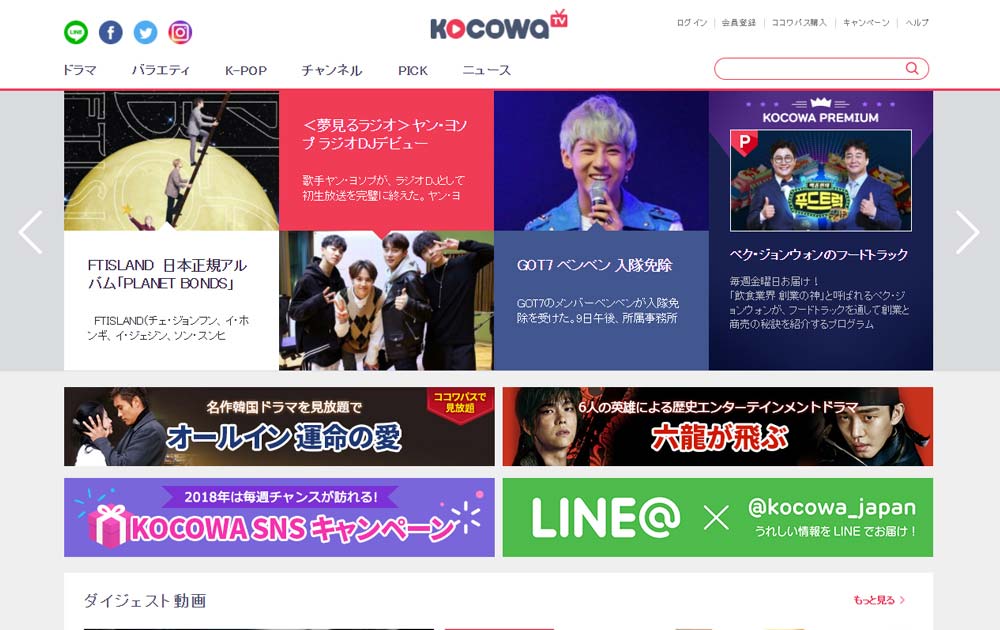 LINE
KOCOWA TV
ログイン
会員登録
ココワパス購入
キャンペーン
ヘルプ
ドラマ
バラエティ
K-POP
チャンネル
PICK
ニュース
FTISLAND 日本正規アル
バム「PLANET BONDS」
FTISLAND(チェ・ジョンフン、イ・ホ
ンギ、イ・ジェジン、ソン・スンヒ
＜夢見るラジオ＞ヤン・ヨソ
プ ラジオDJデビュー
歌手ヤン・ヨソプが、ラジオDJとして
初生放送を完璧に終えた。ヤン・ヨ
GOT7 ベンベン 入隊免除
GOT7のメンバーベンベンが入隊免
除を受けた。9日午後、所属事務所
KOCOWA PREMIUM
P
푸드트럭
ペク・ジョンウォンのフードトラック
毎週金曜日お届け！
「飲食業界 創業の神」と呼ばれるペク・ジ
ョンウォンが、フードトラックを通して創業と
商売の秘訣を紹介するプログラム
名作韓国ドラマを見放題で
オールイン 運命の愛
ココワパスで
見放題
6人の英雄による歴史エンターテインメントドラマ
六龍が飛ぶ
2018年は毎週チャンスが訪れる!
KOCOWA SNS キャンペーン
LINE@ × @kocowa_japan
うれしい情報を LINE でお届け！
ダイジェスト動画
もっと見る